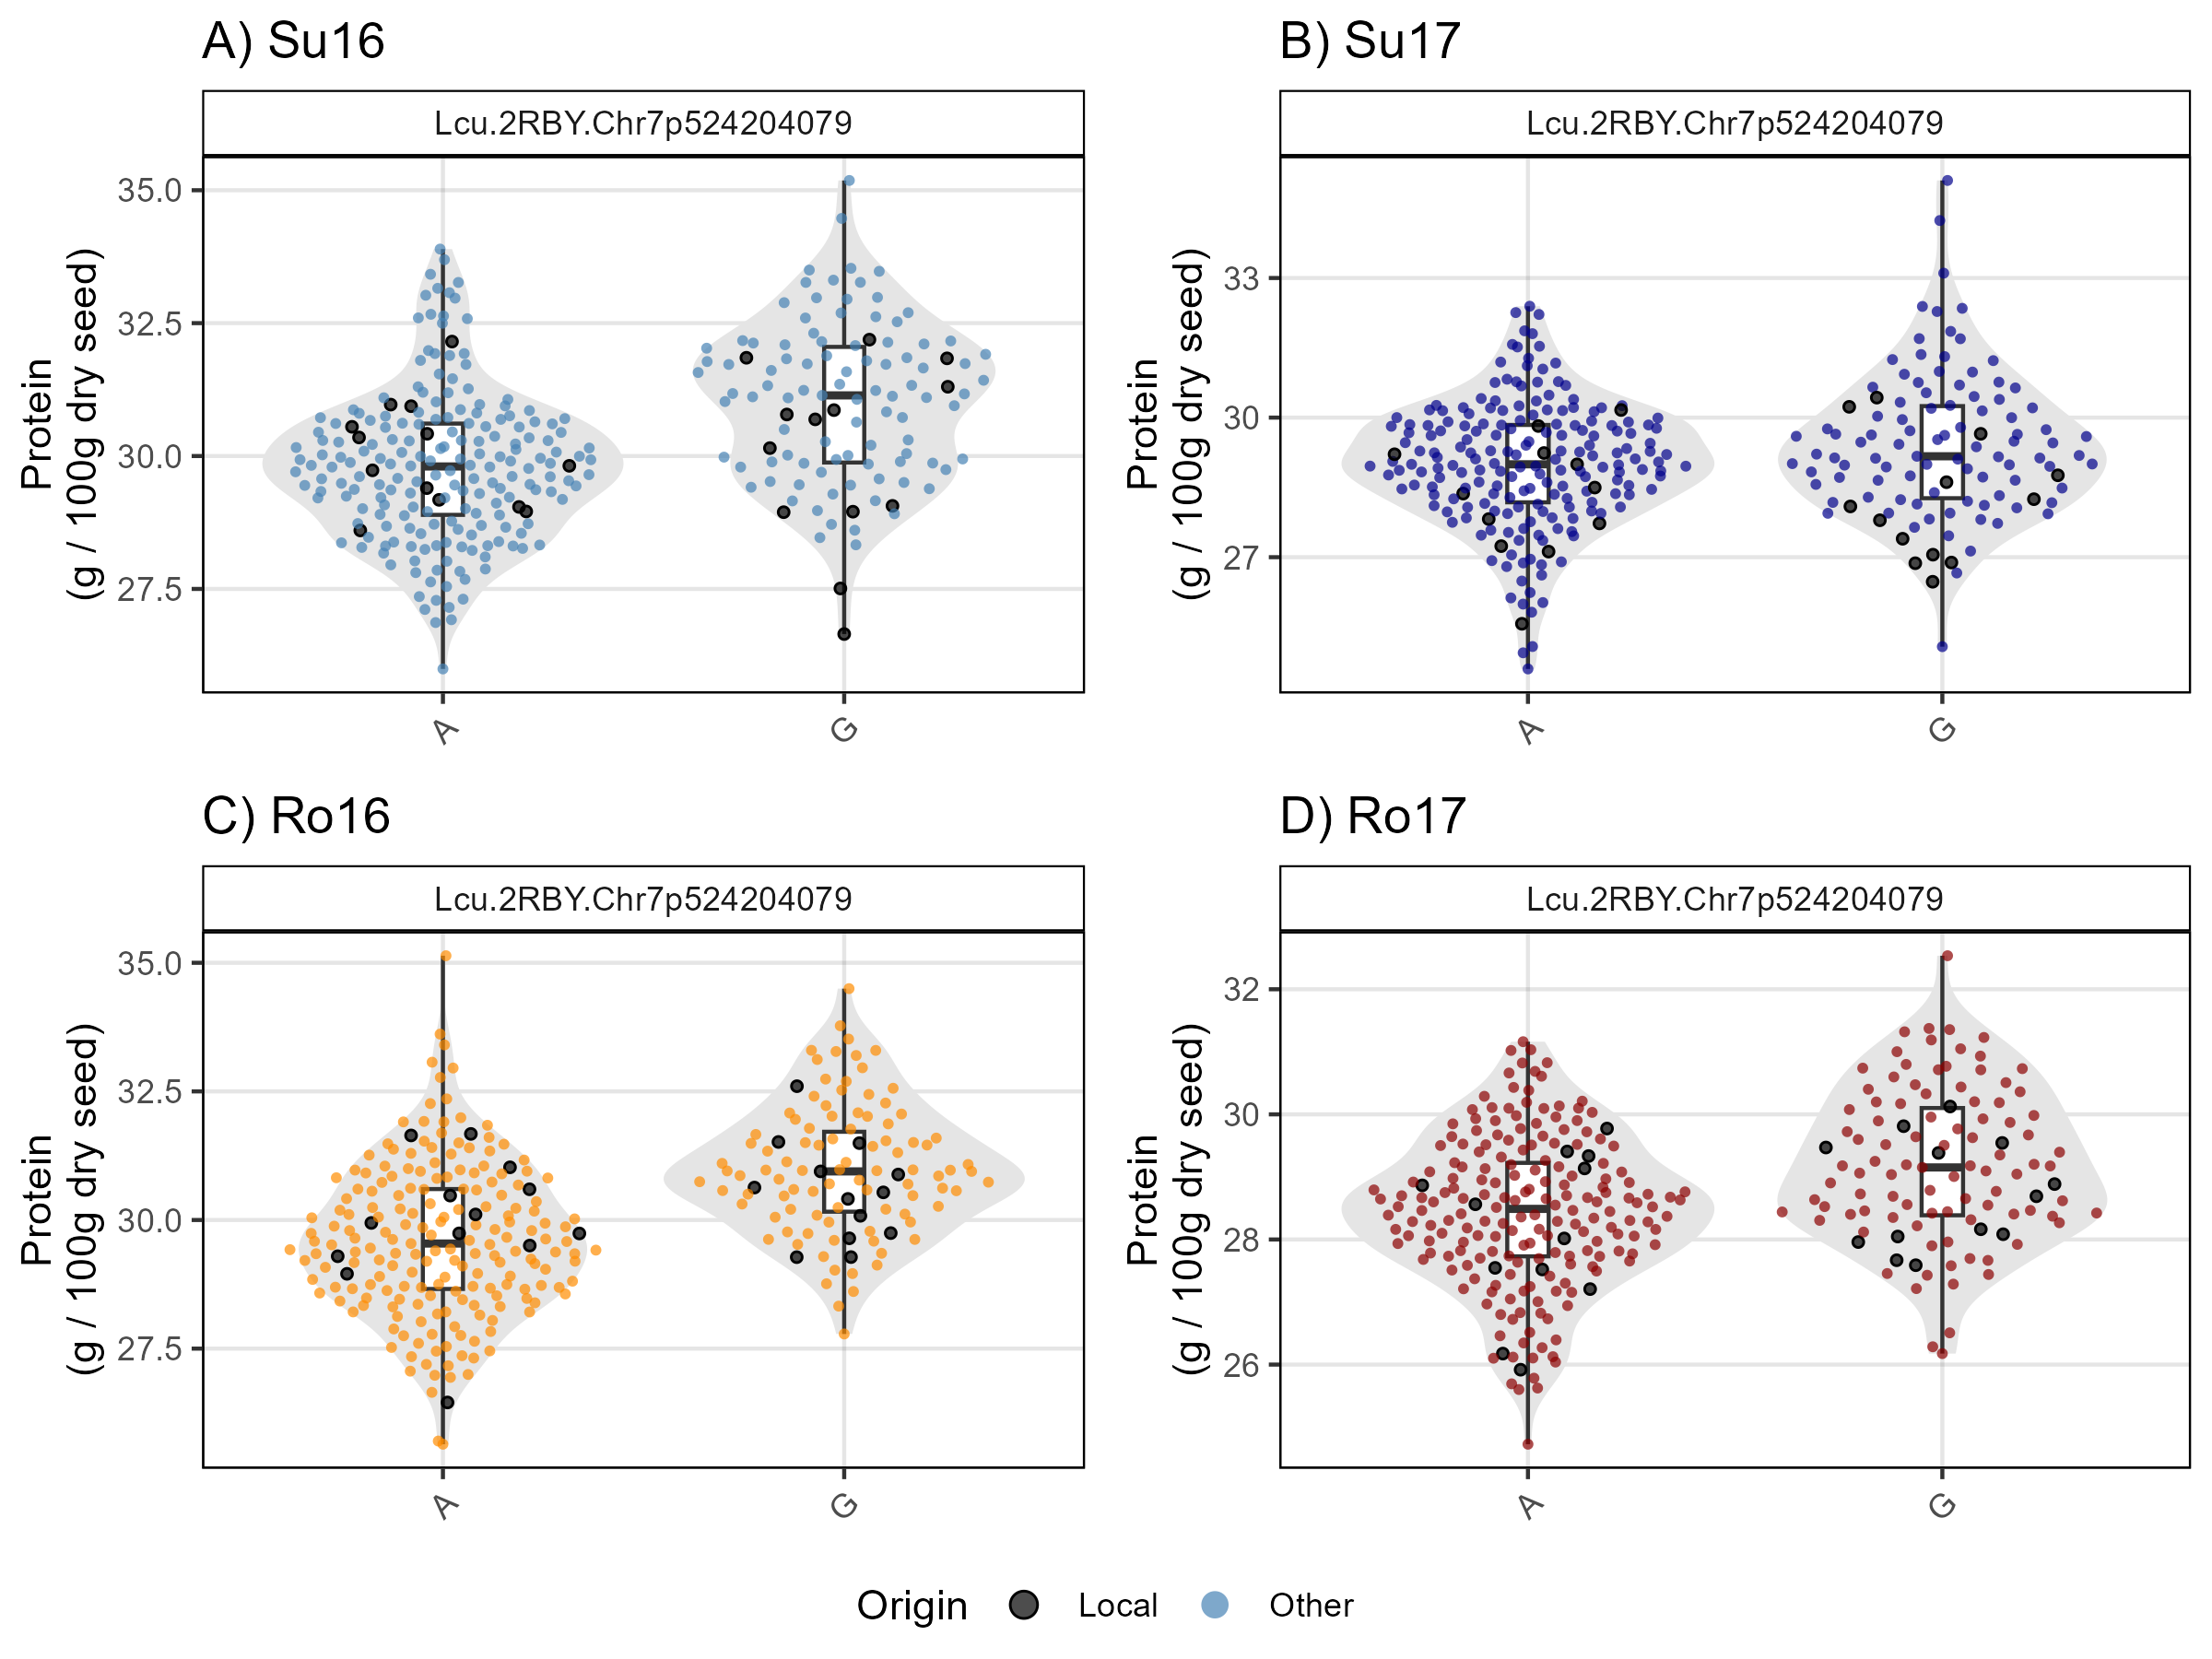 A) Su16
Lcu.2RBY.Chr7p524204079
Protein
(g / 100g dry seed)
35.0
32.5
30.0
27.5
A
G
B) Su17
Lcu.2RBY.Chr7p524204079
Protein
(g / 100g dry seed)
33
30
27
A
G
C) Ro16
Lcu.2RBY.Chr7p524204079
Protein
(g / 100g dry seed)
35.0
32.5
30.0
27.5
A
G
D) Ro17
Lcu.2RBY.Chr7p524204079
Protein
(g / 100g dry seed)
32
30
28
26
A
G
Origin Local Other